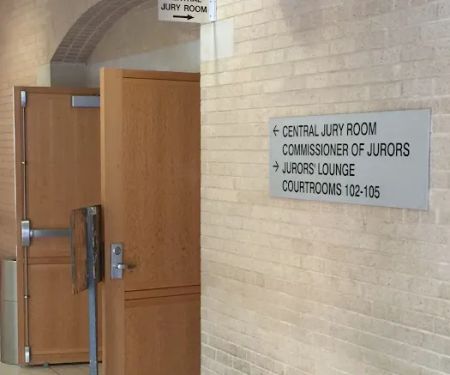 JURY ROOM
→
← CENTRAL JURY ROOM
COMMISSIONER OF JURORS
→ JURORS' LOUNGE
COURTROOMS 102-105